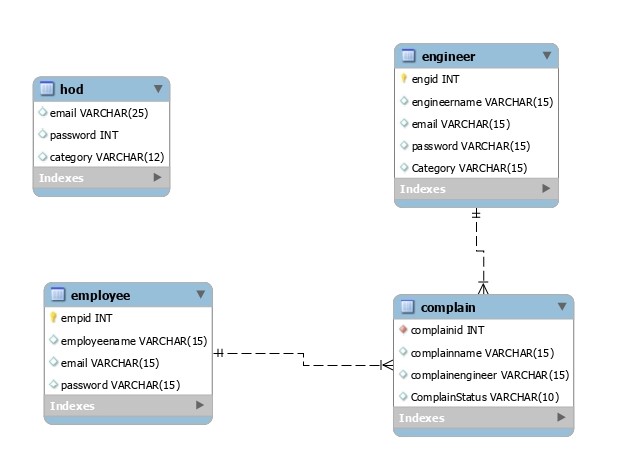 hod
email VARCHAR(25)
password INT
category VARCHAR(12)
Indexes
engineer
engid INT
engineername VARCHAR(15)
email VARCHAR(15)
password VARCHAR(15)
Category VARCHAR(15)
Indexes
employee
empid INT
employeename VARCHAR(15)
email VARCHAR(15)
password VARCHAR(15)
Indexes
complain
complainid INT
complainname VARCHAR(15)
complainengineer VARCHAR(15)
ComplainStatus VARCHAR(10)
Indexes